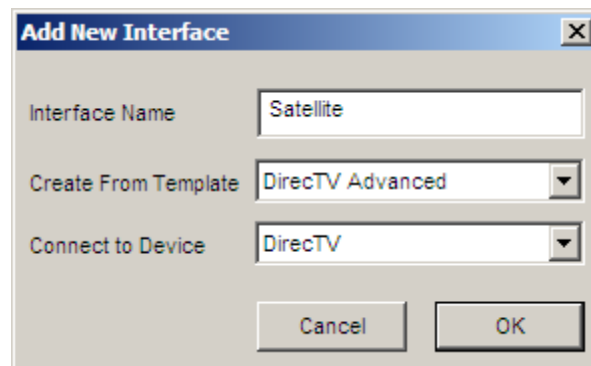 Add New Interface
Interface Name Satellite
Create From Template DirecTV Advanced
Connect to Device DirecTV
Cancel OK